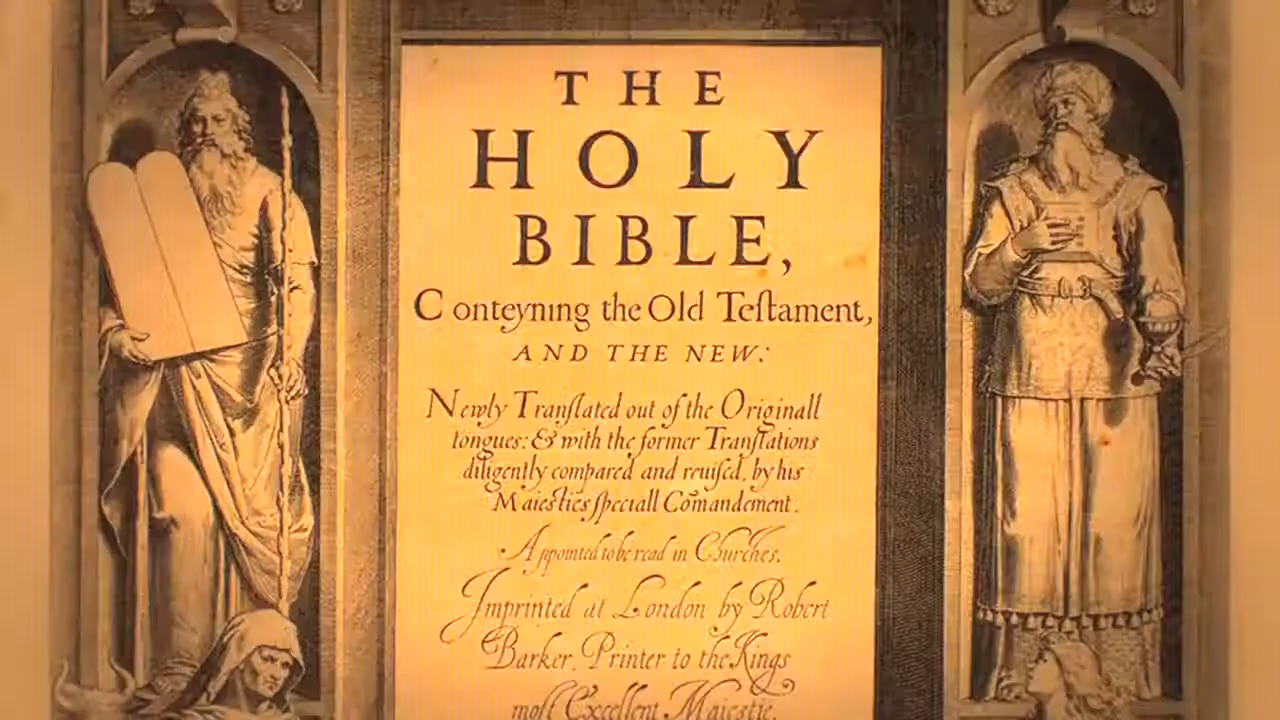 THE
HOLY
BIBLE,
Conteyning the Old Teſtament,
AND THE NEW:
Newly Tranſlated out of the Originall
tongues: & with the former Tranſlations
diligently compared and reuiſed, by his
Maieſties ſpeciall Comandement.
Appointed to be read in Churches.
Imprinted at London by Robert
Barker, Printer to the Kings
moſt Excellent Maieſtie.